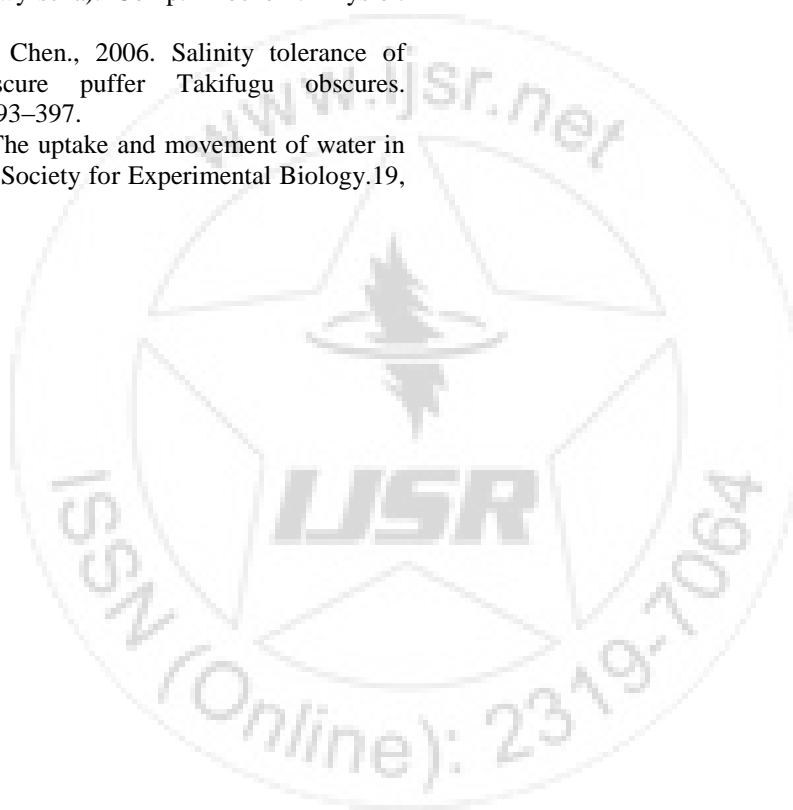 Chen., 2006. Salinity tolerance of
scure puffer Takifugu obscures.
93–397.
The uptake and movement of water in
Society for Experimental Biology.19,
www.ijsr.net
IJSR
ISSN (Online): 2319-7064